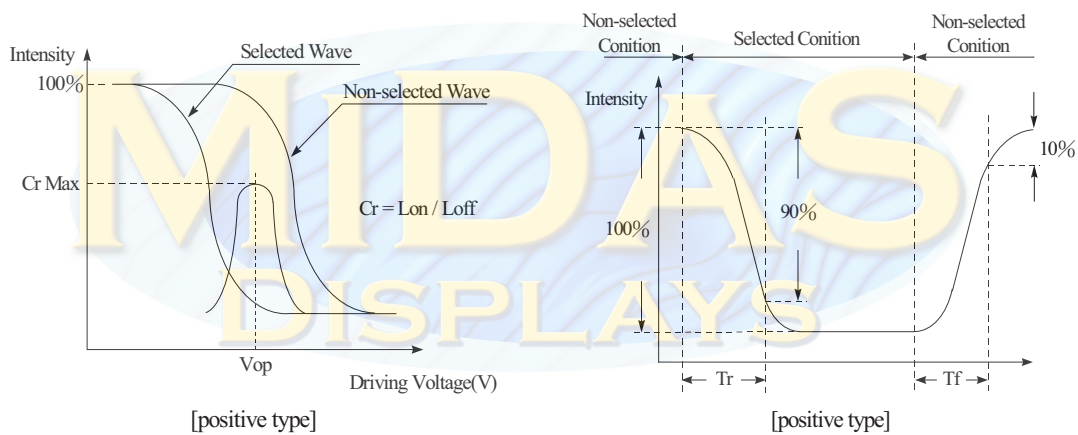 Intensity
Selected Wave
100%
Non-selected Wave
Cr Max
Cr = Lon / Loff
Vop
Driving Voltage(V)
[positive type]
Non-selected
Conition
Selected Conition
Non-selected
Conition
Intensity
10%
90%
100%
Tr
Tf
[positive type]
MIDAS
DISPLAYS